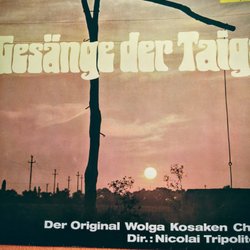 Gesänge der Taig
Der Original Wolga Kosaken Ch
Dir.: Nicolai Tripolit